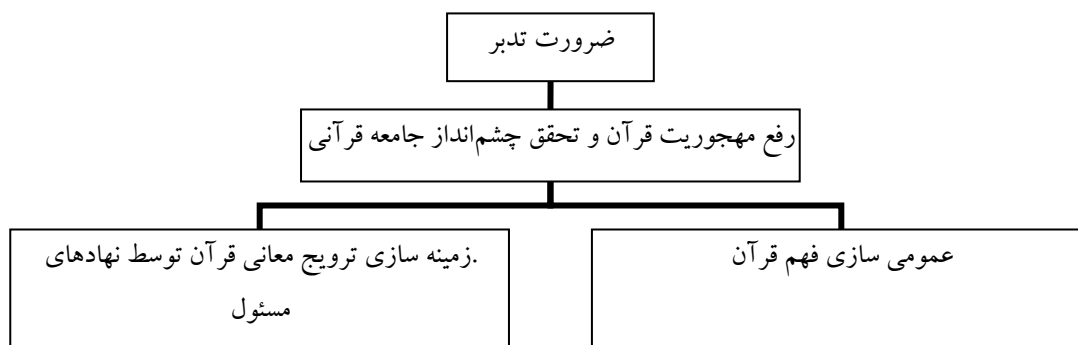 ضرورت تدبر
رفع مهجوریت قرآن و تحقق چشم‌انداز جامعه قرآنی
عمومی سازی فهم قرآن
.زمینه سازی ترویج معانی قرآن توسط نهادهای
مسئول